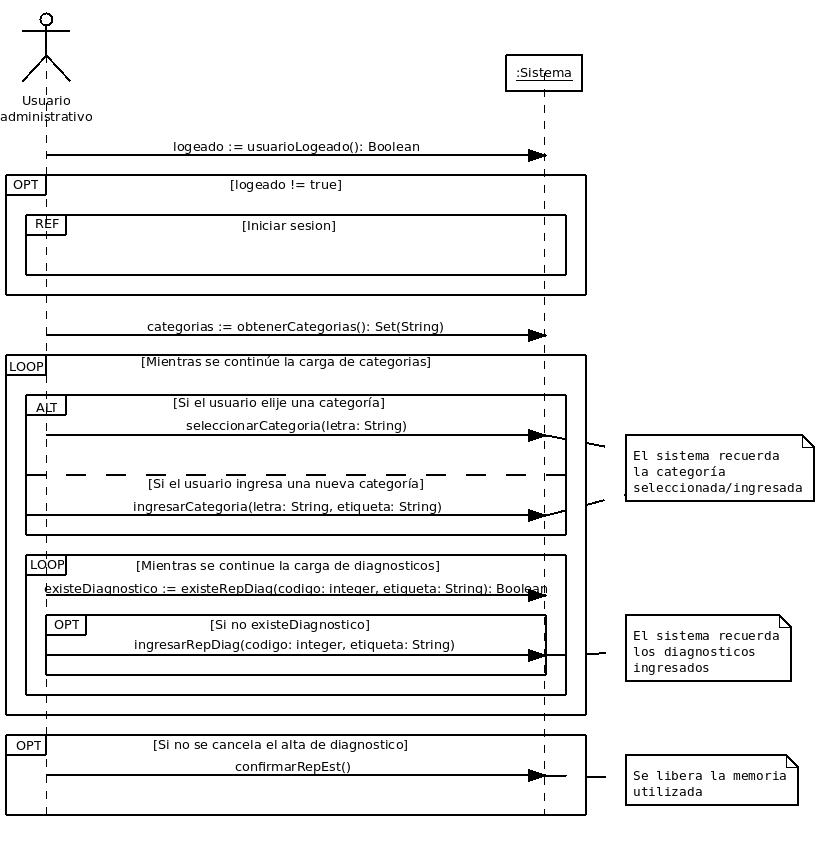 Usuario
administrativo
:Sistema
logeado := usuarioLogeado(): Boolean
OPT
[logeado != true]
REF
[Iniciar sesion]
categorias := obtenerCategorias(): Set(String)
LOOP
[Mientras se continúe la carga de categorias]
ALT
[Si el usuario elije una categoría]
seleccionarCategoria(letra: String)
El sistema recuerda
la categoría
seleccionada/ingresada
[Si el usuario ingresa una nueva categoría]
ingresarCategoria(letra: String, etiqueta: String)
LOOP
[Mientras se continue la carga de diagnosticos]
existeDiagnostico := existeRepDiag(codigo: integer, etiqueta: String): Boolean
OPT
[Si no existeDiagnostico]
ingresarRepDiag(codigo: integer, etiqueta: String)
El sistema recuerda
los diagnosticos
ingresados
OPT
[Si no se cancela el alta de diagnostico]
confirmarRepEst()
Se libera la memoria
utilizada